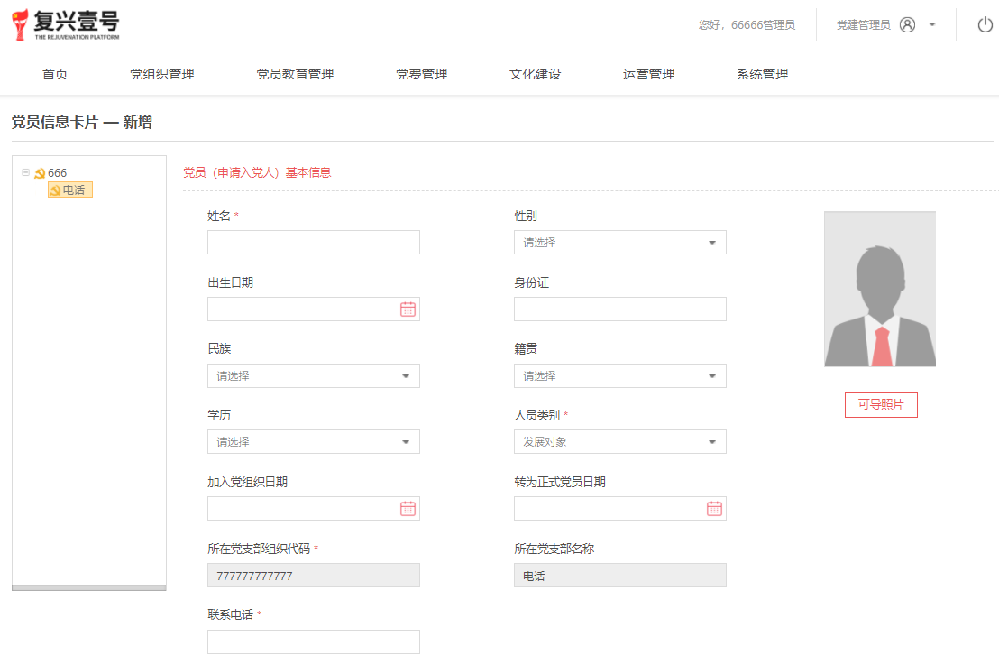 复兴壹号
THE REJUVENATION PLATFORM
您好，66666管理员
党建管理员
首页 党组织管理 党员教育管理 党费管理 文化建设 运营管理 系统管理
党员信息卡片 — 新增
666
电话
党员（申请入党人）基本信息
姓名 * 性别
请选择
出生日期 身份证
民族 籍贯
请选择 请选择
学历 人员类别 *
请选择 发展对象
加入党组织日期 转为正式党员日期
所在党支部组织代码 * 所在党支部名称
777777777777 电话
联系电话 *
可导照片